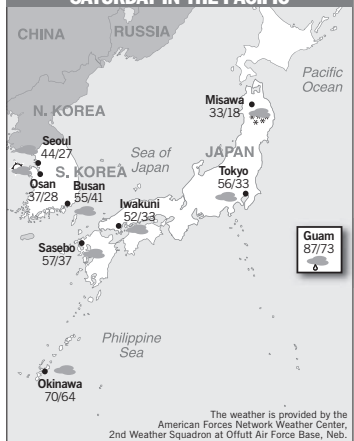 SATURDAY IN THE PACIFIC
CHINA
RUSSIA
Pacific
Ocean
N. KOREA
Misawa
33/18
Seoul
44/27
S. KOREA
Sea of
Japan
JAPAN
Osan
37/28
Busan
55/41
Tokyo
56/33
Iwakuni
52/33
Sasebo
57/37
Guam
87/73
Philippine
Sea
Okinawa
70/64
The weather is provided by the
American Forces Network Weather Center,
2nd Weather Squadron at Offutt Air Force Base, Neb.